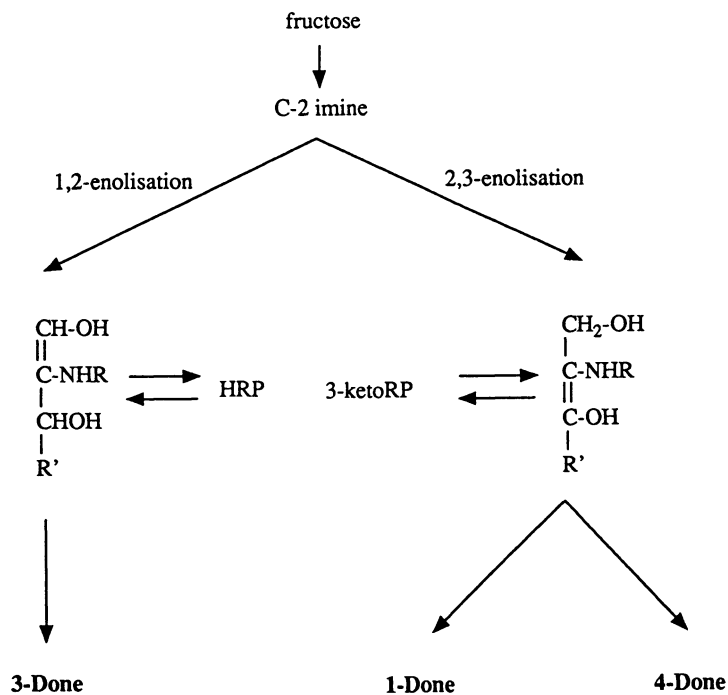 fructose
C-2 imine
1,2-enolisation
2,3-enolisation
CH-OH
C-NHR
CHOH
R'
HRP
3-ketoRP
CH₂-OH
C-NHR
C-OH
R'
3-Done
1-Done
4-Done